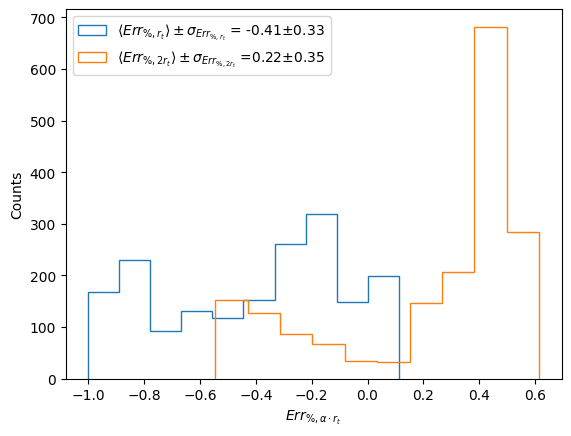 ⟨Err%,rt⟩ ± σErr%,rt = -0.41±0.33
⟨Err%,2rt⟩ ± σErr%,2rt =0.22±0.35
700
600
500
400
300
200
100
0
Counts
−1.0 −0.8 −0.6 −0.4 −0.2 0.0 0.2 0.4 0.6
Err%,α·rt